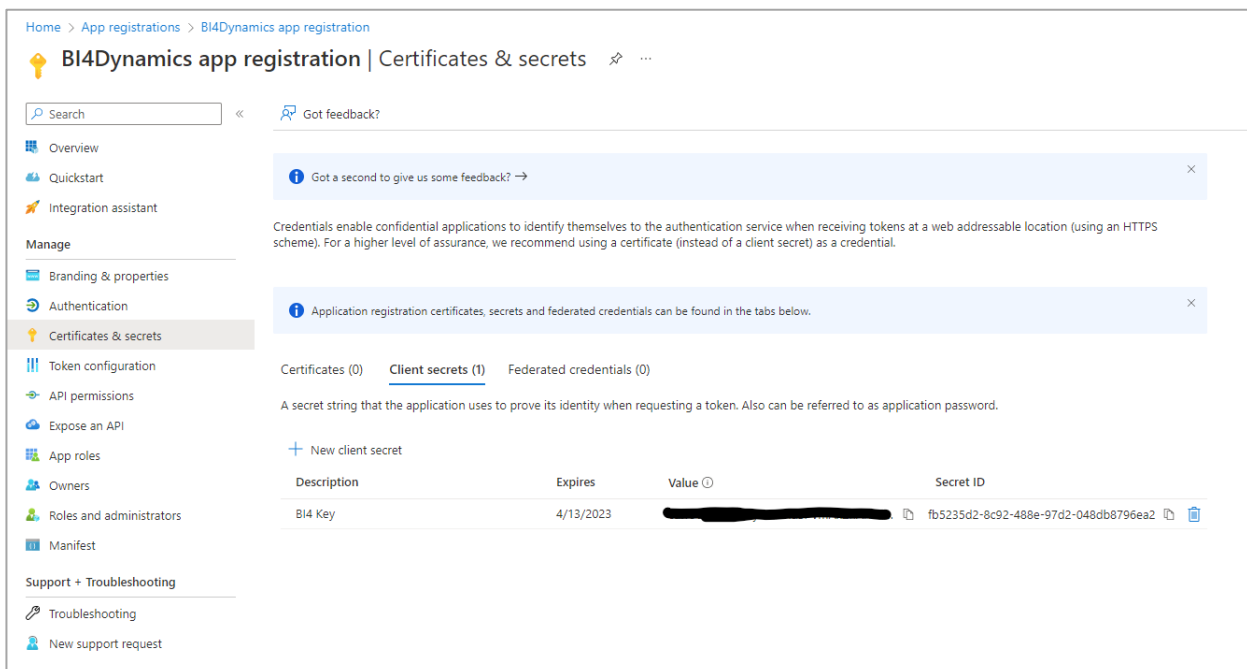 Home > App registrations > BI4Dynamics app registration
BI4Dynamics app registration | Certificates & secrets
Search
Got feedback?
Overview
Quickstart
Integration assistant
Manage
Branding & properties
Authentication
Certificates & secrets
Token configuration
API permissions
Expose an API
App roles
Owners
Roles and administrators
Manifest
Support + Troubleshooting
Troubleshooting
New support request
Got a second to give us some feedback? →
Credentials enable confidential applications to identify themselves to the authentication service when receiving tokens at a web addressable location (using an HTTPS
scheme). For a higher level of assurance, we recommend using a certificate (instead of a client secret) as a credential.
Application registration certificates, secrets and federated credentials can be found in the tabs below.
Certificates (0) Client secrets (1) Federated credentials (0)
A secret string that the application uses to prove its identity when requesting a token. Also can be referred to as application password.
New client secret
Description Expires Value Secret ID
BI4 Key 4/13/2023 fb5235d2-8c92-488e-97d2-048db8796ea2